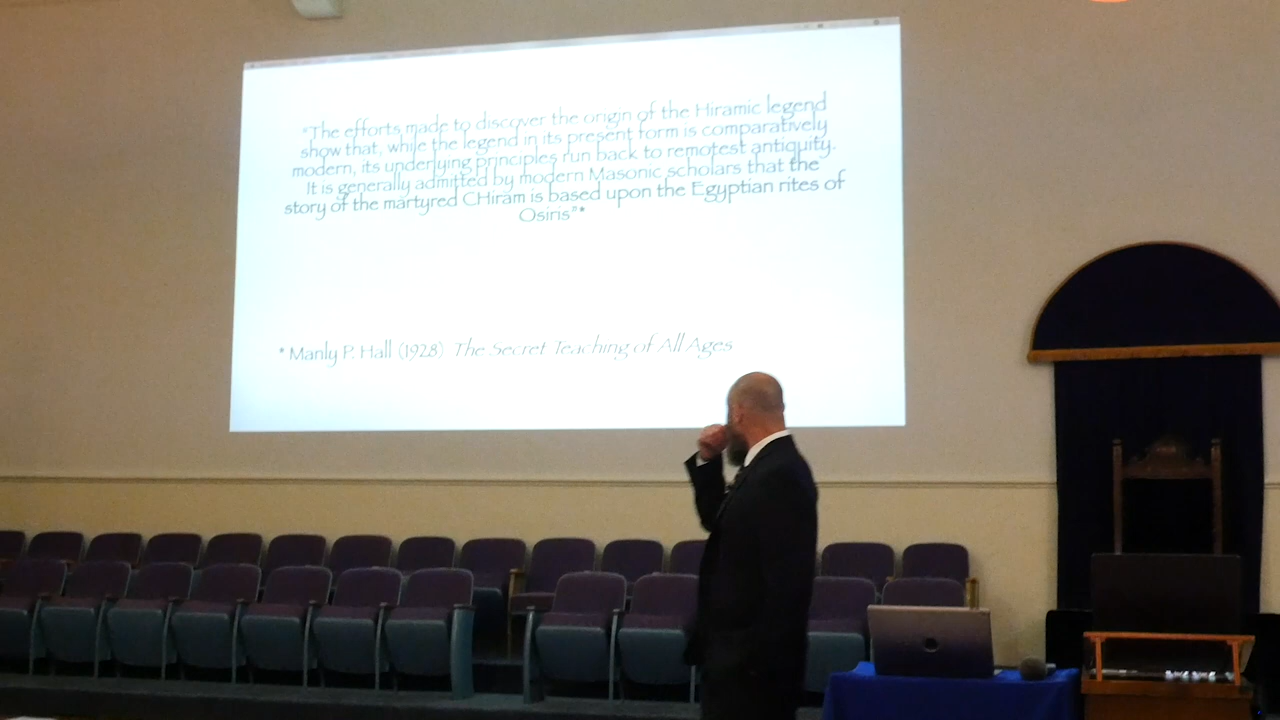 "The efforts made to discover the origin of the Hiramic legend
show that, while the legend in its present form is comparatively
modern, its underlying principles run back to remotest antiquity.
It is generally admitted by modern Masonic scholars that the
story of the martyred CHiram is based upon the Egyptian rites of
Osiris"*
* Manly P. Hall (1928) The Secret Teaching of All Ages